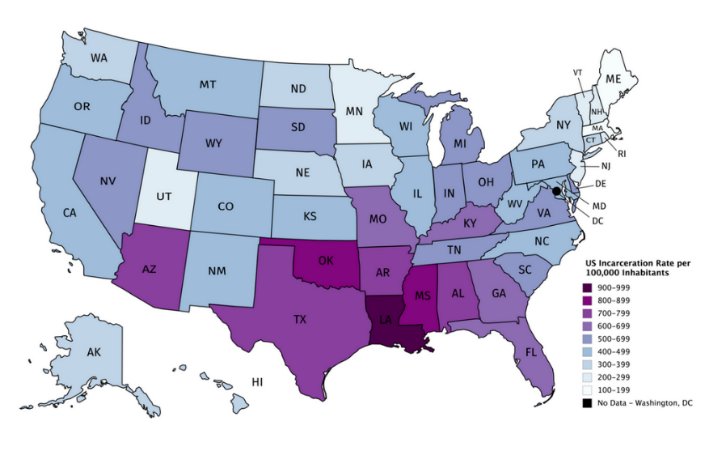 WA
MT
ND
MN
VT
ME
OR
ID
SD
WI
MI
NY
NH
MA
CT
RI
WY
IA
PA
NJ
NV
UT
NE
OH
DE
CO
IL
IN
WV
MD
CA
KS
MO
KY
VA
DC
TN
NC
AZ
NM
OK
AR
SC
MS
AL
GA
TX
LA
FL
AK
HI
US Incarceration Rate per
100,000 Inhabitants
900-999
800-899
700-799
600-699
500-699
400-499
300-399
200-299
100-199
No Data - Washington, DC